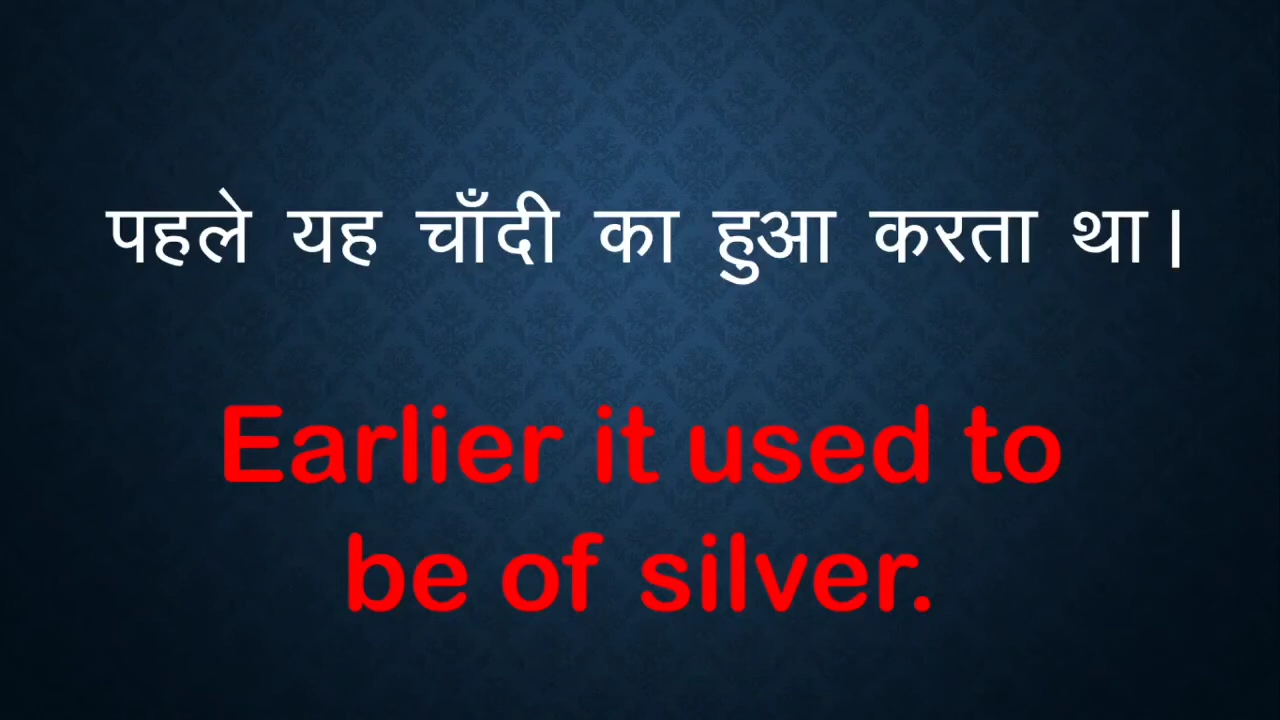 पहले यह चाँदी का हुआ करता था।
Earlier it used to
be of silver.